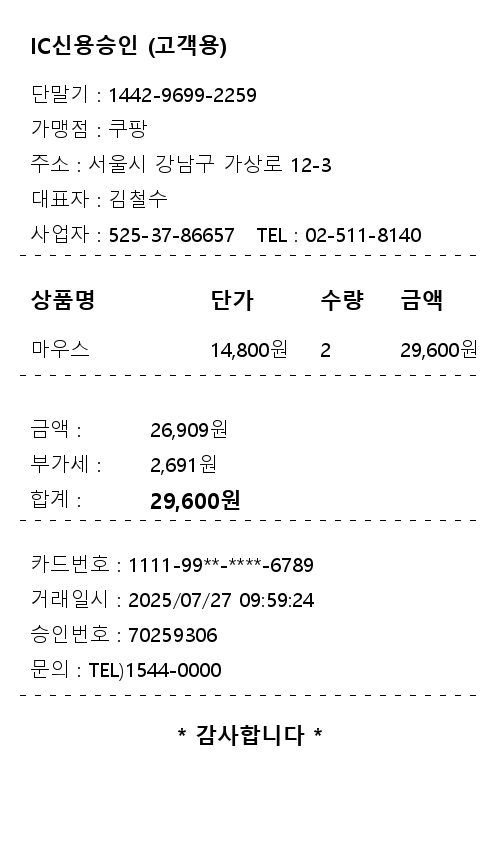 IC신용승인 (고객용)
단말기 : 1442-9699-2259
가맹점 : 쿠팡
주소 : 서울시 강남구 가상로 12-3
대표자 : 김철수
사업자 : 525-37-86657 TEL : 02-511-8140
상품명 단가 수량 금액
마우스 14,800원 2 29,600원
금액 : 26,909원
부가세 : 2,691원
합계 : 29,600원
카드번호 : 1111-99**-****-6789
거래일시 : 2025/07/27 09:59:24
승인번호 : 70259306
문의 : TEL)1544-0000
* 감사합니다 *